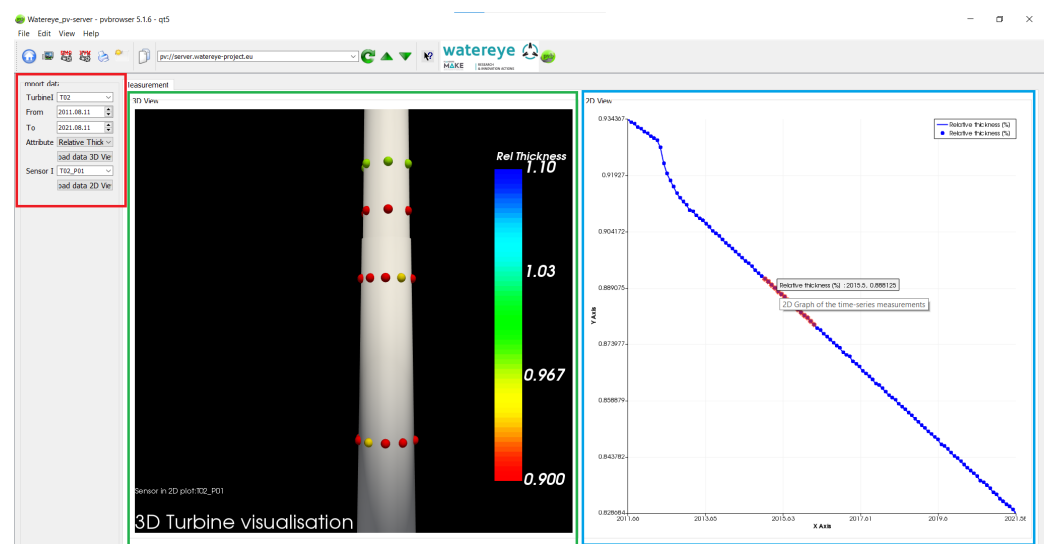 Watereye_pv-server - pvbrowser 5.1.6 - qt5
File Edit View Help
pv://server.watereye-project.eu
watereye
MAKE
RESEARCH
& INNOVATION ACTIONS
mport dat
TurbineI T02
From 2011.08.11
To 2021.08.11
Attribute Relative Thick
oad data 3D Vie
Sensor I T02_P01
oad data 2D Vie
leasurement
3D View
Rel Thickness
1.10
1.03
0.967
0.900
Sensor in 2D plot:T02_P01
3D Turbine visualisation
2D View
0.934367
0.91927
0.904172
0.889075
0.873977
0.858879
0.843782
0.828684
Y Axis
Relative thickness (%)
Relative thickness (%)
Relative thickness (%) : 2015.5, 0.888125
2D Graph of the time-series measurements
2011.66
2013.65
2015.63
2017.61
2019.6
2021.58
X Axis